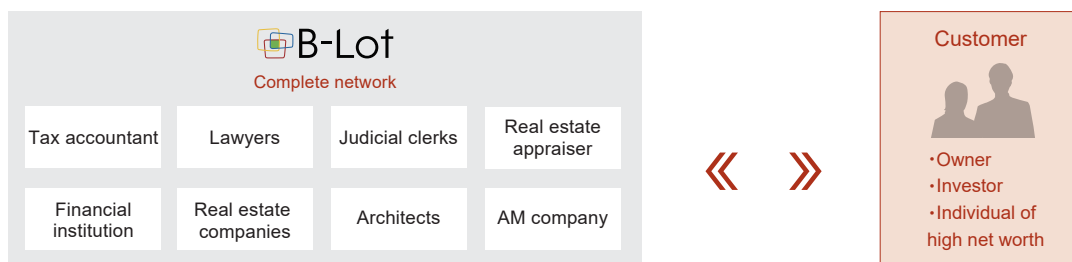 B-Lot
Complete network
Tax accountant
Lawyers
Judicial clerks
Real estate
appraiser
Financial
institution
Real estate
companies
Architects
AM company
Customer
・Owner
・Investor
・Individual of
high net worth